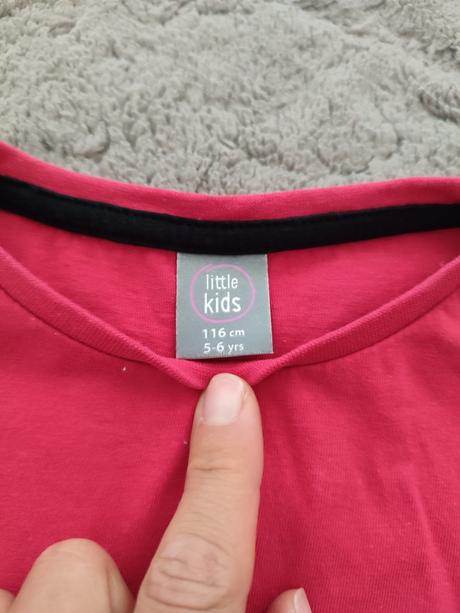 little
kids
116 cm
5-6 yrs